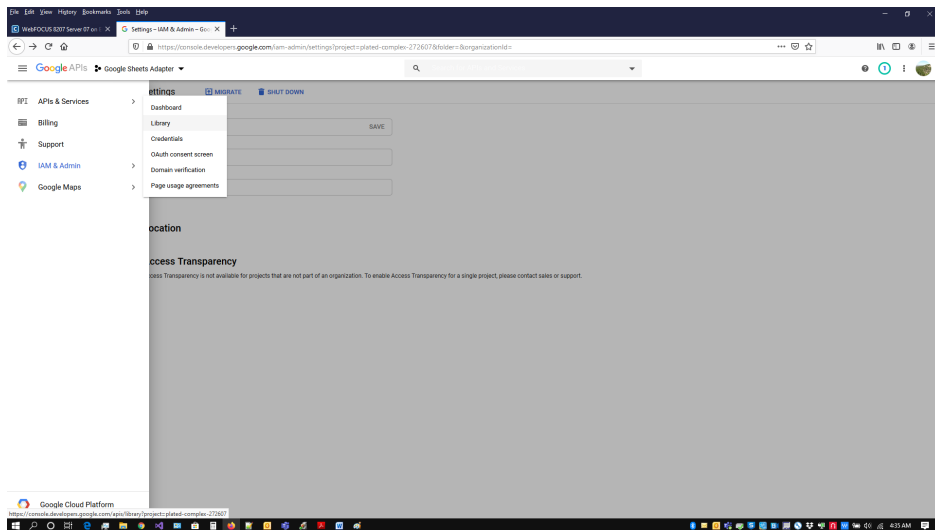 File Edit View History Bookmarks Tools Help
WebFOCUS 8207 Server 07 on
Settings – IAM & Admin – Goo
https://console.developers.google.com/iam-admin/settings?project=plated-complex-272607&folder=&organizationId=
Google APIs Google Sheets Adapter
1
ettings MIGRATE SHUT DOWN
API APIs & Services
Billing
Support
IAM & Admin
Google Maps
Dashboard
Library
Credentials
OAuth consent screen
Domain verification
Page usage agreements
SAVE
ocation
ccess Transparency
ccess Transparency is not available for projects that are not part of an organization. To enable Access Transparency for a single project, please contact sales or support.
Google Cloud Platform
https://console.developers.google.com/apis/library?project=plated-complex-272607
4:35 AM